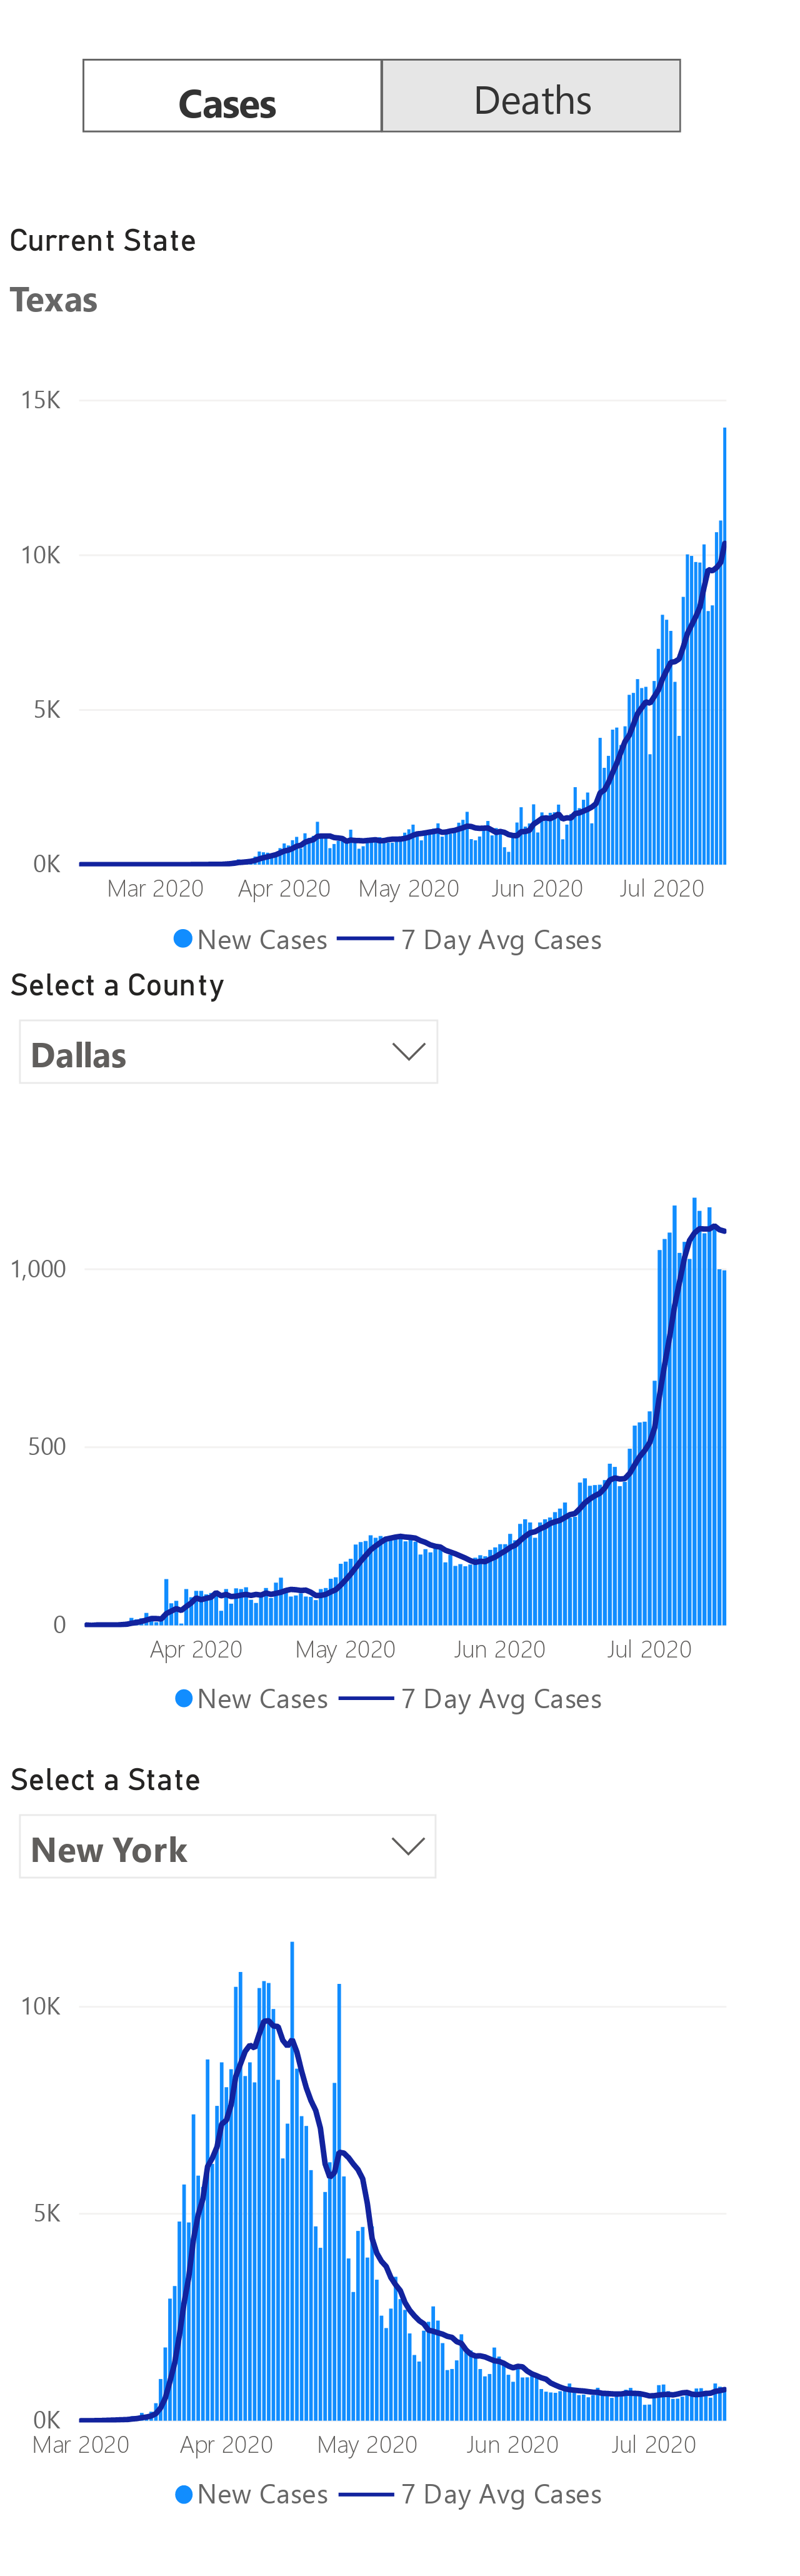 Cases Deaths
Current State
Texas
15K
10K
5K
0K
Mar 2020 Apr 2020 May 2020 Jun 2020 Jul 2020
New Cases 7 Day Avg Cases
Select a County
Dallas
1,000
500
0
Apr 2020 May 2020 Jun 2020 Jul 2020
New Cases 7 Day Avg Cases
Select a State
New York
10K
5K
0K
Mar 2020 Apr 2020 May 2020 Jun 2020 Jul 2020
New Cases 7 Day Avg Cases